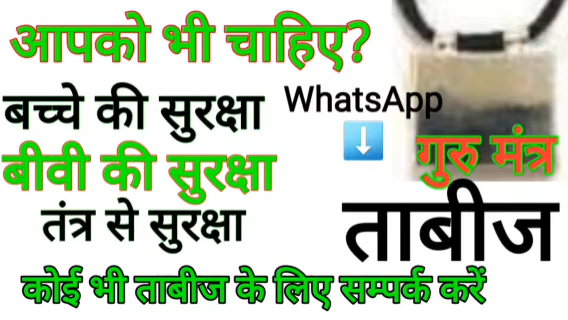 आपको भी चाहिए?
बच्चे की सुरक्षा
WhatsApp
बीवी की सुरक्षा
गुरु मंत्र
तंत्र से सुरक्षा
ताबीज
कोई भी ताबीज के लिए सम्पर्क करें